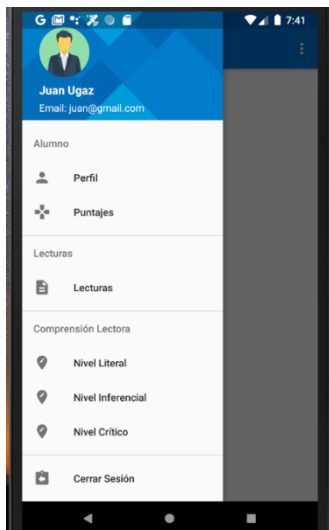 7:41
Juan Ugaz
Email: juan@gmail.com
Alumno
Perfil
Puntajes
Lecturas
Lecturas
Comprensión Lectora
Nivel Literal
Nivel Inferencial
Nivel Crítico
Cerrar Sesión